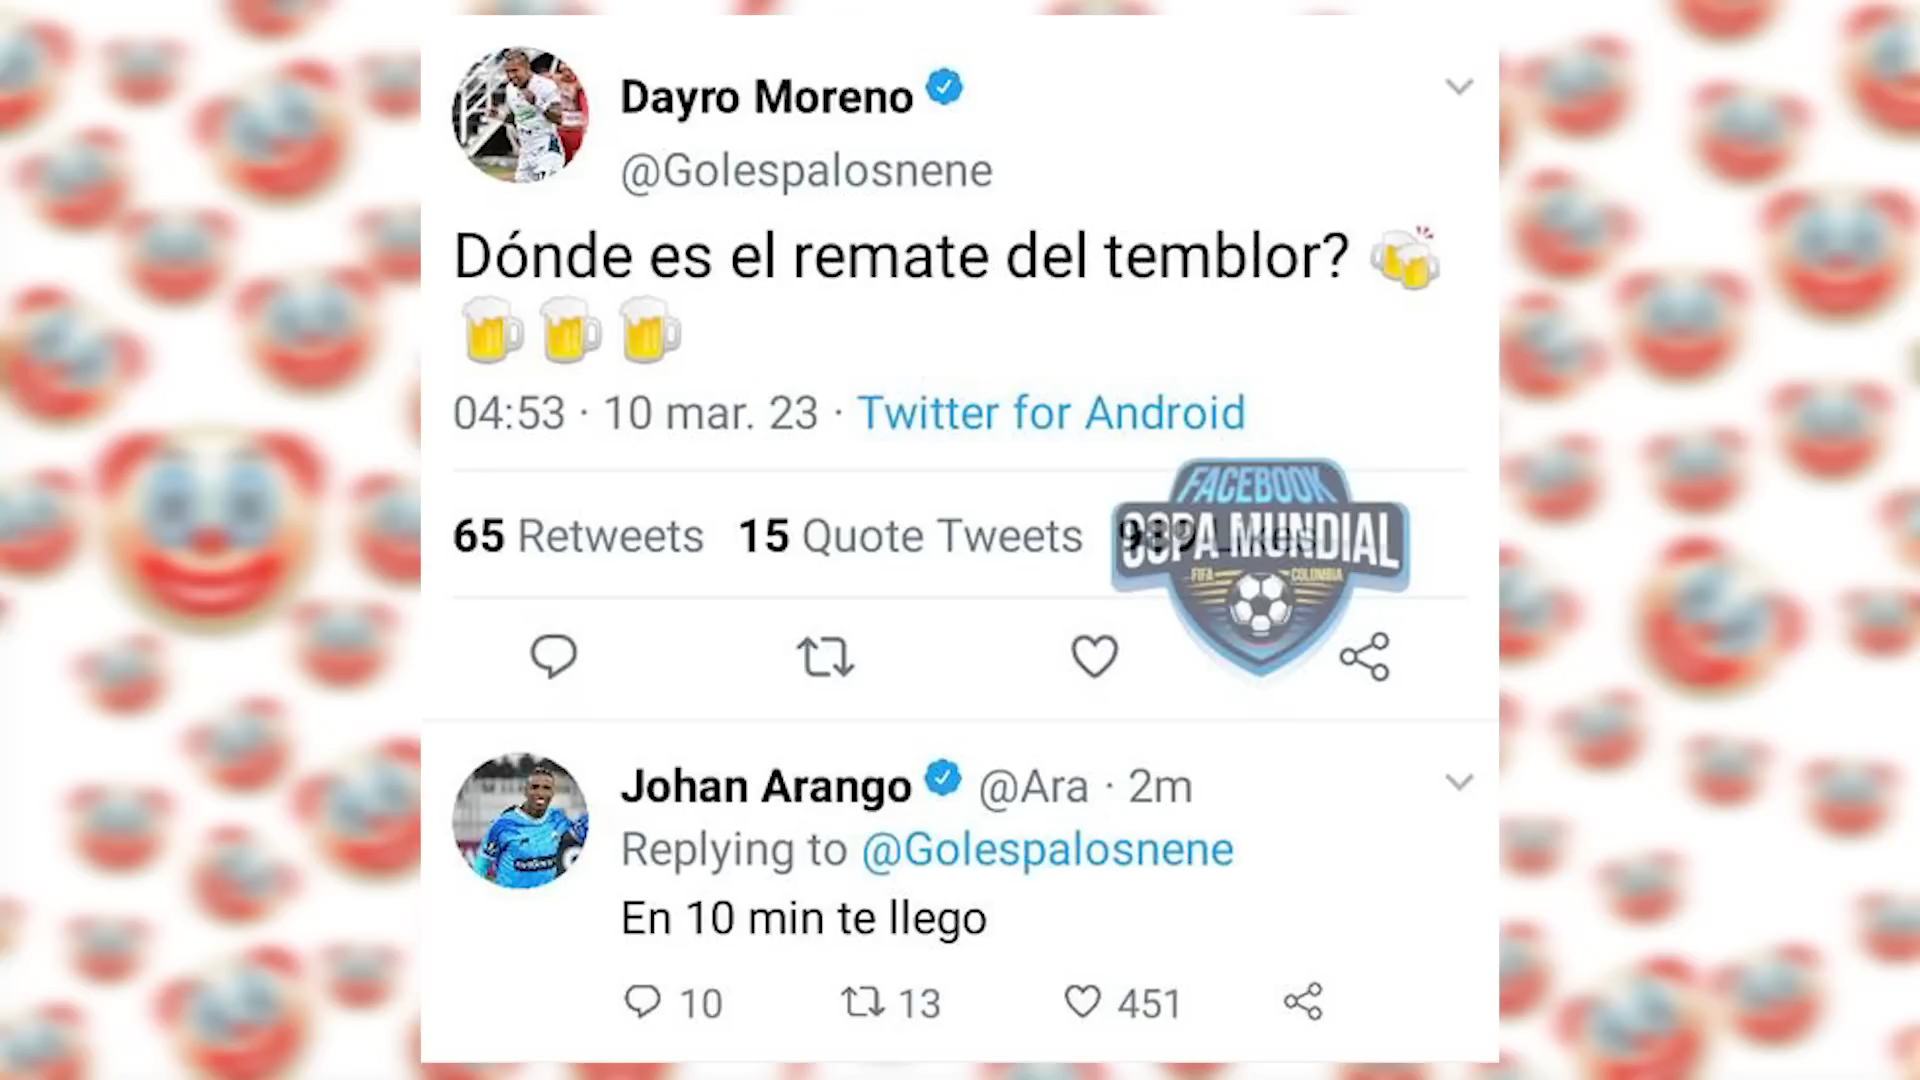 Dayro Moreno
@Golespalosnene
Dónde es el remate del temblor? 🍻
🍺🍺🍺
04:53 · 10 mar. 23 · Twitter for Android
FACEBOOK
65 Retweets 15 Quote Tweets
COPA MUNDIAL
FIFA COLOMBIA
Johan Arango @Ara · 2m
Replying to @Golespalosnene
En 10 min te llego
10 13 451